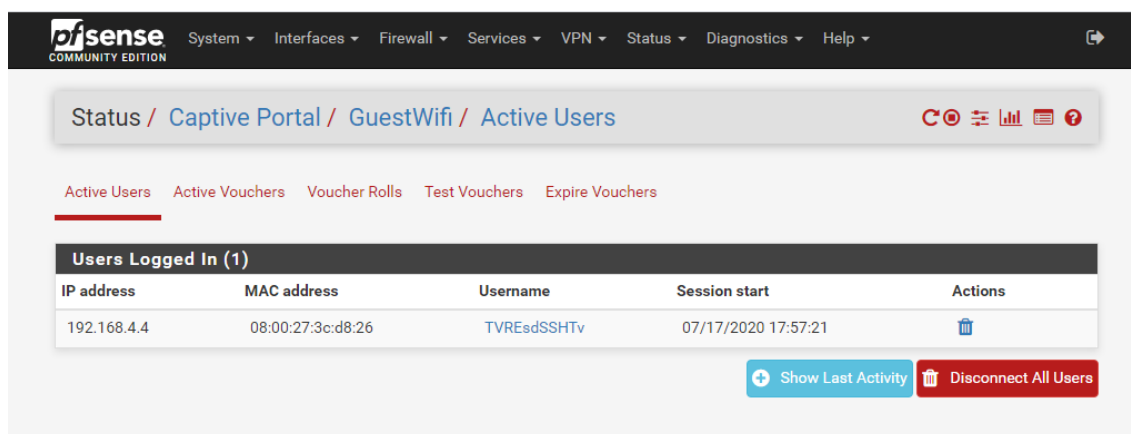 pfsense COMMUNITY EDITION System Interfaces Firewall Services VPN Status Diagnostics Help
Status / Captive Portal / GuestWifi / Active Users
Active Users Active Vouchers Voucher Rolls Test Vouchers Expire Vouchers
Users Logged In (1)
IP address MAC address Username Session start Actions
192.168.4.4 08:00:27:3c:d8:26 TVREsdSSHTv 07/17/2020 17:57:21
Show Last Activity Disconnect All Users